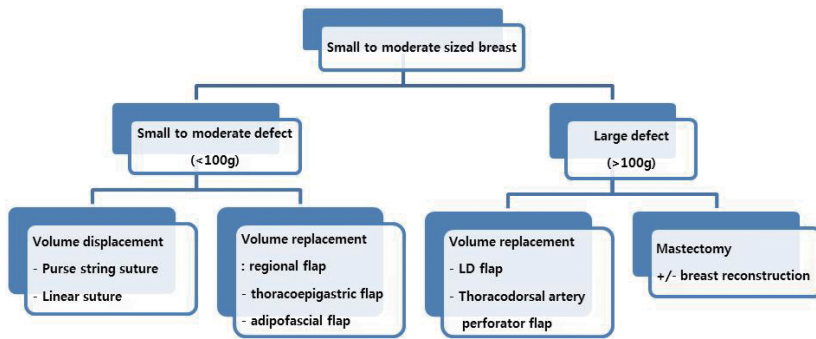 Small to moderate sized breast
Small to moderate defect
(<100g)
Large defect
(>100g)
Volume displacement
- Purse string suture
- Linear suture
Volume replacement
: regional flap
- thoracoepigastric flap
- adipofascial flap
Volume replacement
- LD flap
- Thoracodorsal artery
perforator flap
Mastectomy
+/- breast reconstruction